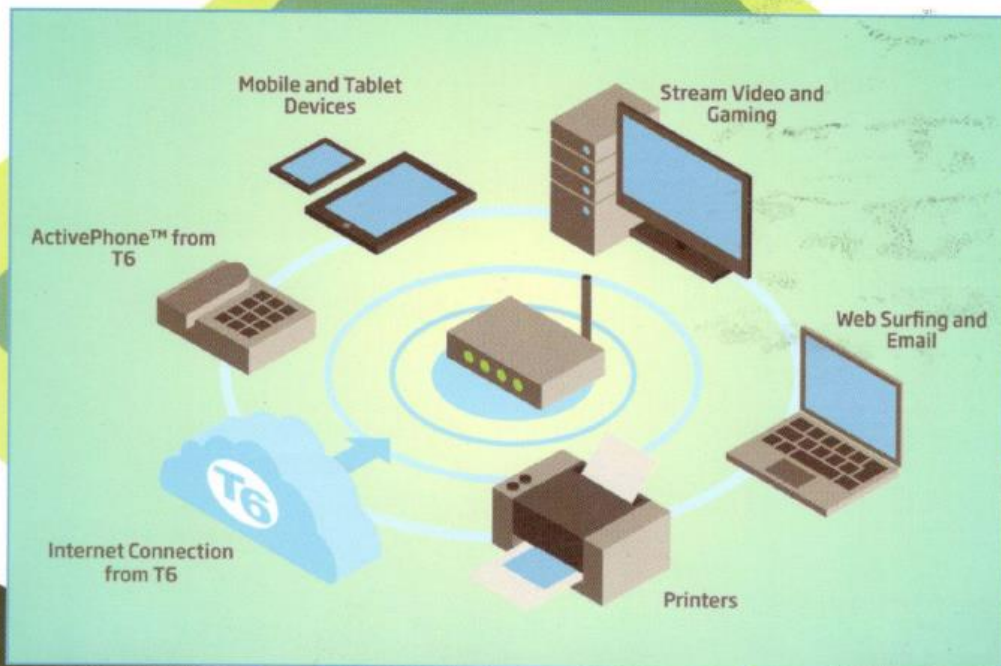 Mobile and Tablet
Devices
Stream Video and
Gaming
ActivePhone™ from
T6
Web Surfing and
Email
T6
Internet Connection
from T6
Printers